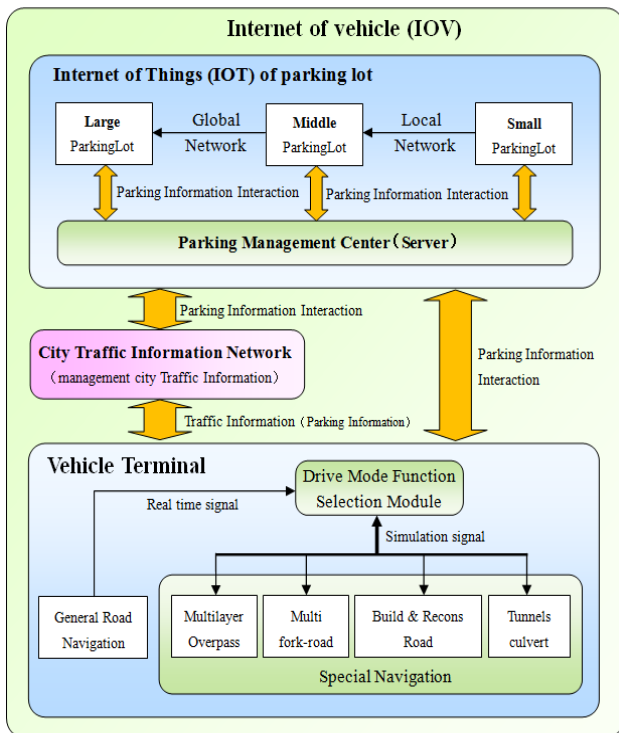 Internet of vehicle (IOV)
Internet of Things (IOT) of parking lot
Large
ParkingLot
Global
Network
Middle
ParkingLot
Local
Network
Small
ParkingLot
Parking Information Interaction
Parking Information Interaction
Parking Management Center(Server)
Parking Information Interaction
City Traffic Information Network
(management city Traffic Information)
Parking Information
Interaction
Traffic Information (Parking Information)
Vehicle Terminal
Drive Mode Function
Selection Module
Real time signal
Simulation signal
General Road
Navigation
Multilayer
Overpass
Multi
fork-road
Build & Recons
Road
Tunnels
culvert
Special Navigation